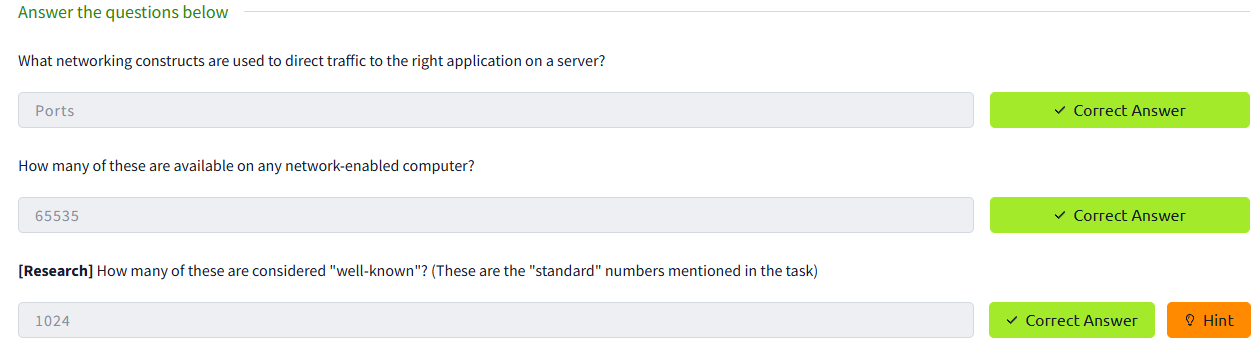 Answer the questions below
What networking constructs are used to direct traffic to the right application on a server?
Ports
Correct Answer
How many of these are available on any network-enabled computer?
65535
Correct Answer
[Research] How many of these are considered "well-known"? (These are the "standard" numbers mentioned in the task)
1024
Correct Answer
Hint